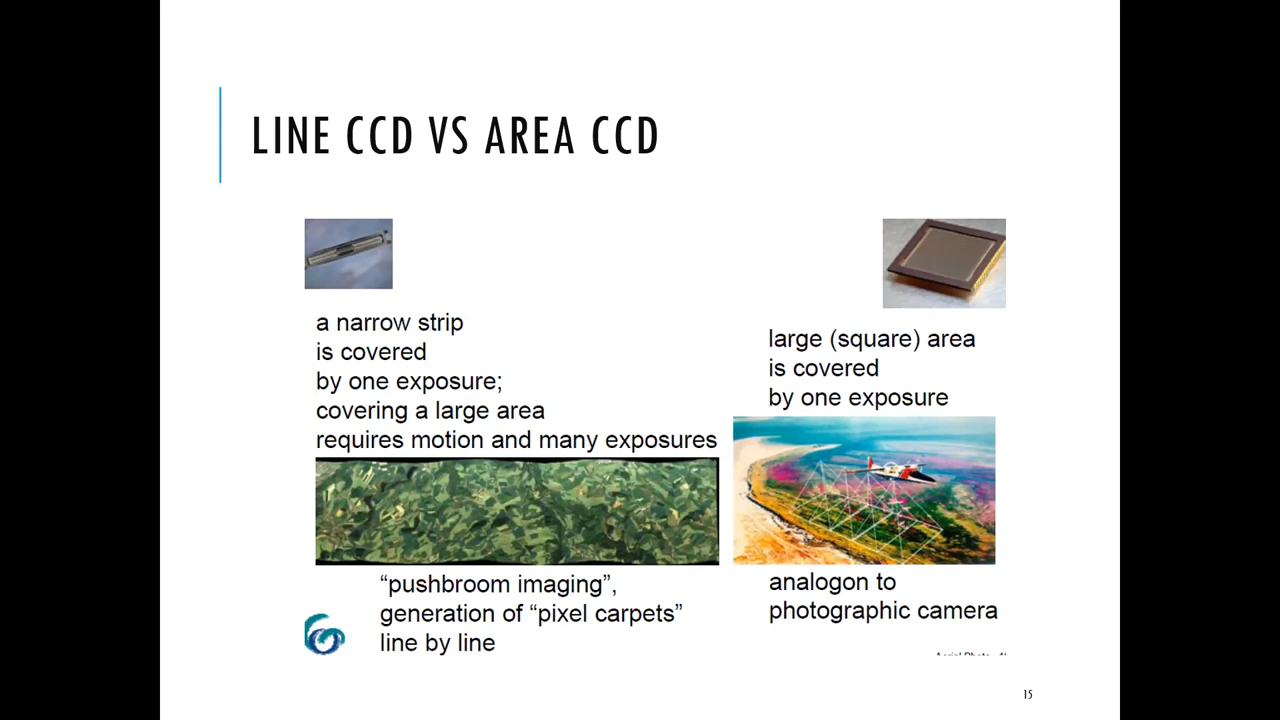 LINE CCD VS AREA CCD
a narrow strip
is covered
by one exposure;
covering a large area
requires motion and many exposures
“pushbroom imaging”,
generation of “pixel carpets”
line by line
large (square) area
is covered
by one exposure
analogon to
photographic camera
15